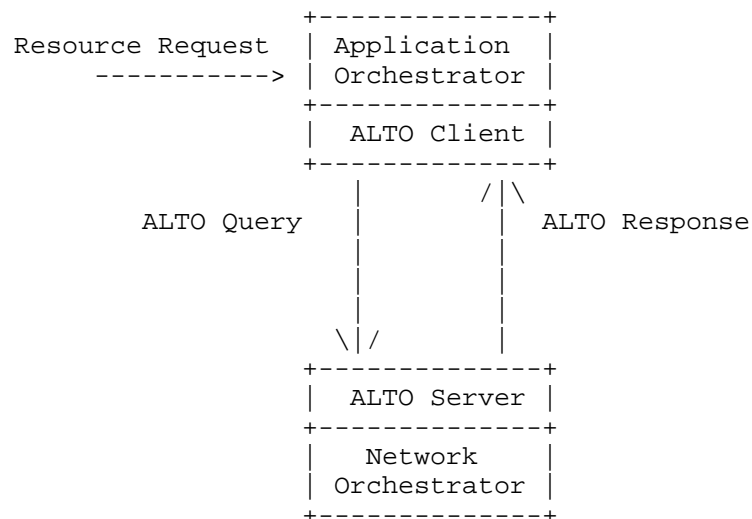 Resource Request
Application
Orchestrator
ALTO Client
ALTO Query
ALTO Response
ALTO Server
Network
Orchestrator